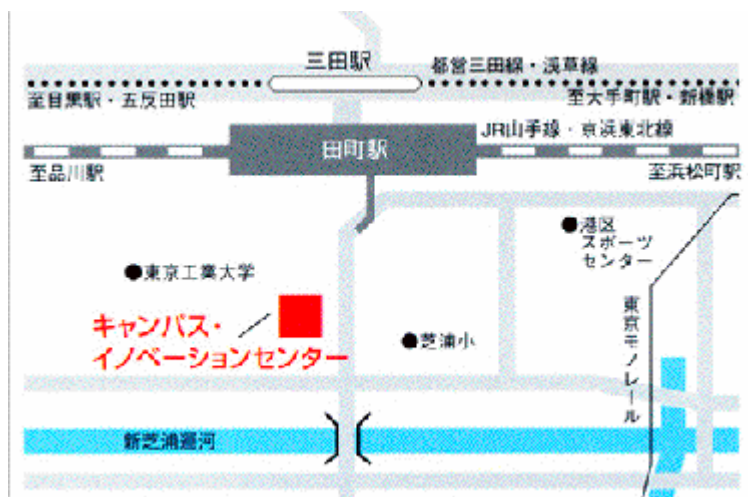 三田駅
都営三田線・浅草線
至目黒駅・五反田駅
至大手町駅・新橋駅
JR山手線・京浜東北線
田町駅
至品川駅
至浜松町駅
●港区
スポーツ
センター
●東京工業大学
キャンパス・
イノベーションセンター
●芝浦小
東京モノレール
新芝浦運河